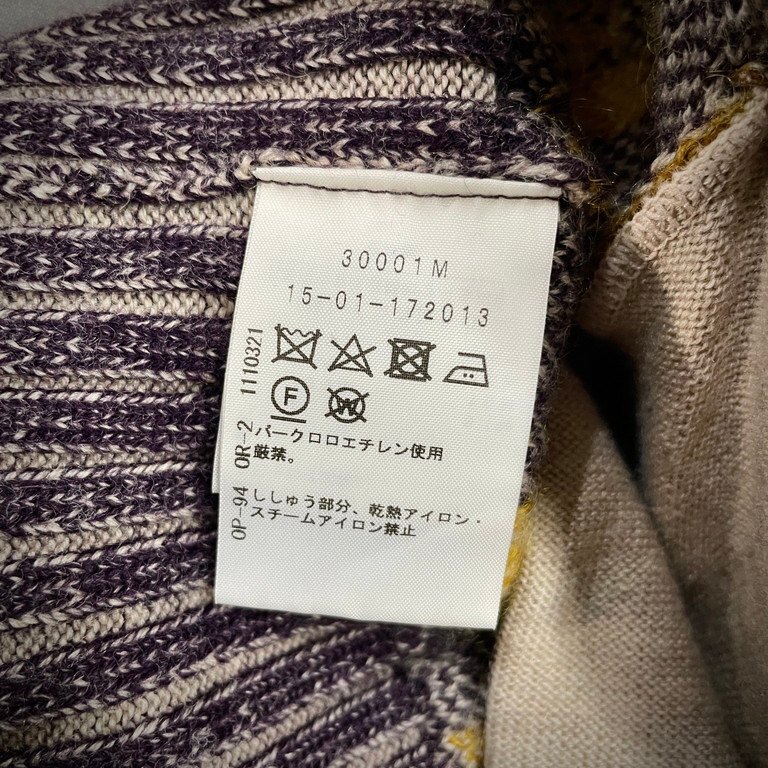 30001M
15-01-172013
1110321
F
W
OR-2
パークロロエチレン使用
厳禁。
OP-94
ししゅう部分、乾熱アイロン・
スチームアイロン禁止